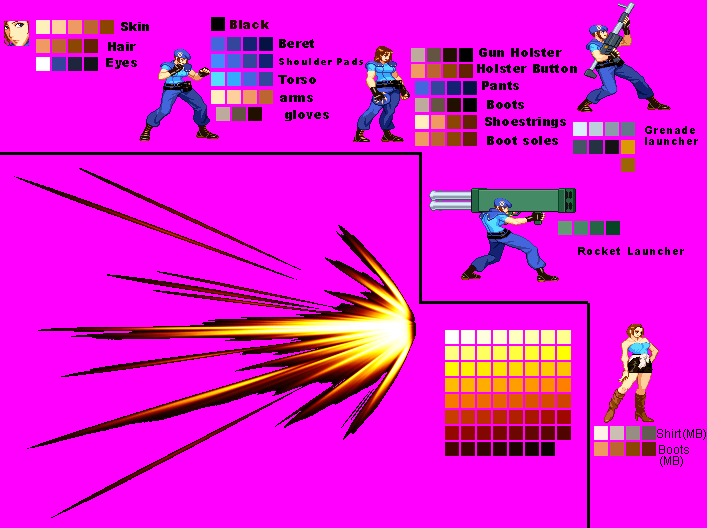 Skin
Hair
Eyes
Black
Beret
Shoulder Pads
Torso
arms
gloves
Gun Holster
Holster Button
Pants
Boots
Shoestrings
Boot soles
Grenade
launcher
Rocket Launcher
Shirt(MB)
Boots
(MB)